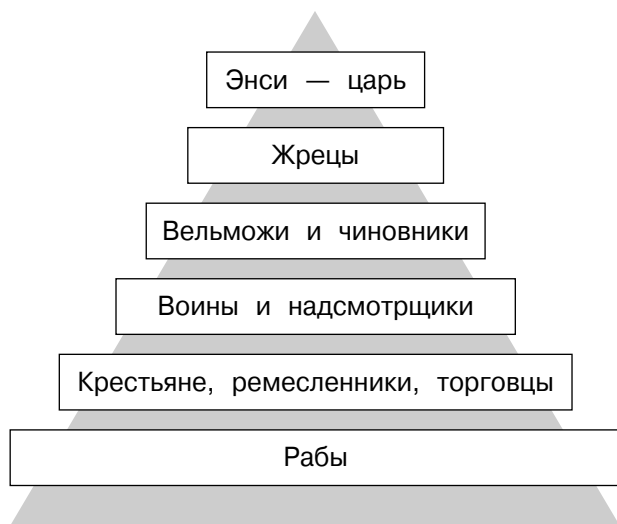 Энси — царь
Жрецы
Вельможи и чиновники
Воины и надсмотрщики
Крестьяне, ремесленники, торговцы
Рабы